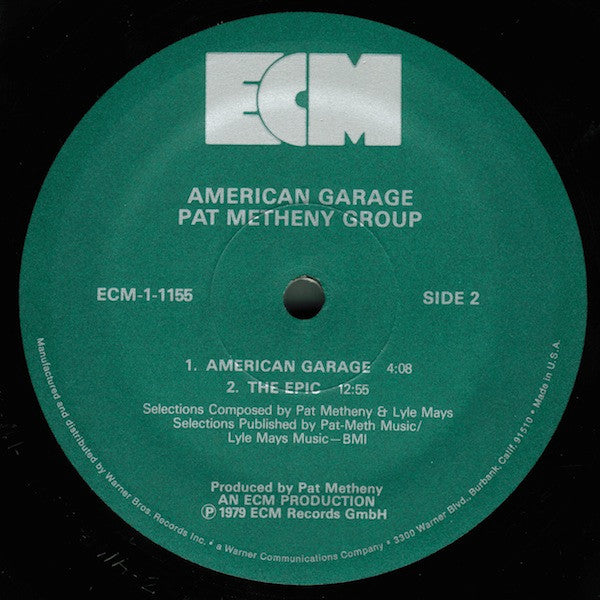 ECM
AMERICAN GARAGE
PAT METHENY GROUP
ECM-1-1155
SIDE 2
1. AMERICAN GARAGE 4:08
2. THE EPIC 12:55
Selections Composed by Pat Metheny & Lyle Mays
Selections Published by Pat-Meth Music/
Lyle Mays Music—BMI
Produced by Pat Metheny
AN ECM PRODUCTION
Ⓟ 1979 ECM Records GmbH
Manufactured and distributed by Warner Bros. Records Inc. • a Warner Communications Company • 3300 Warner Blvd., Burbank, Calif. 91510 • Made in U.S.A.